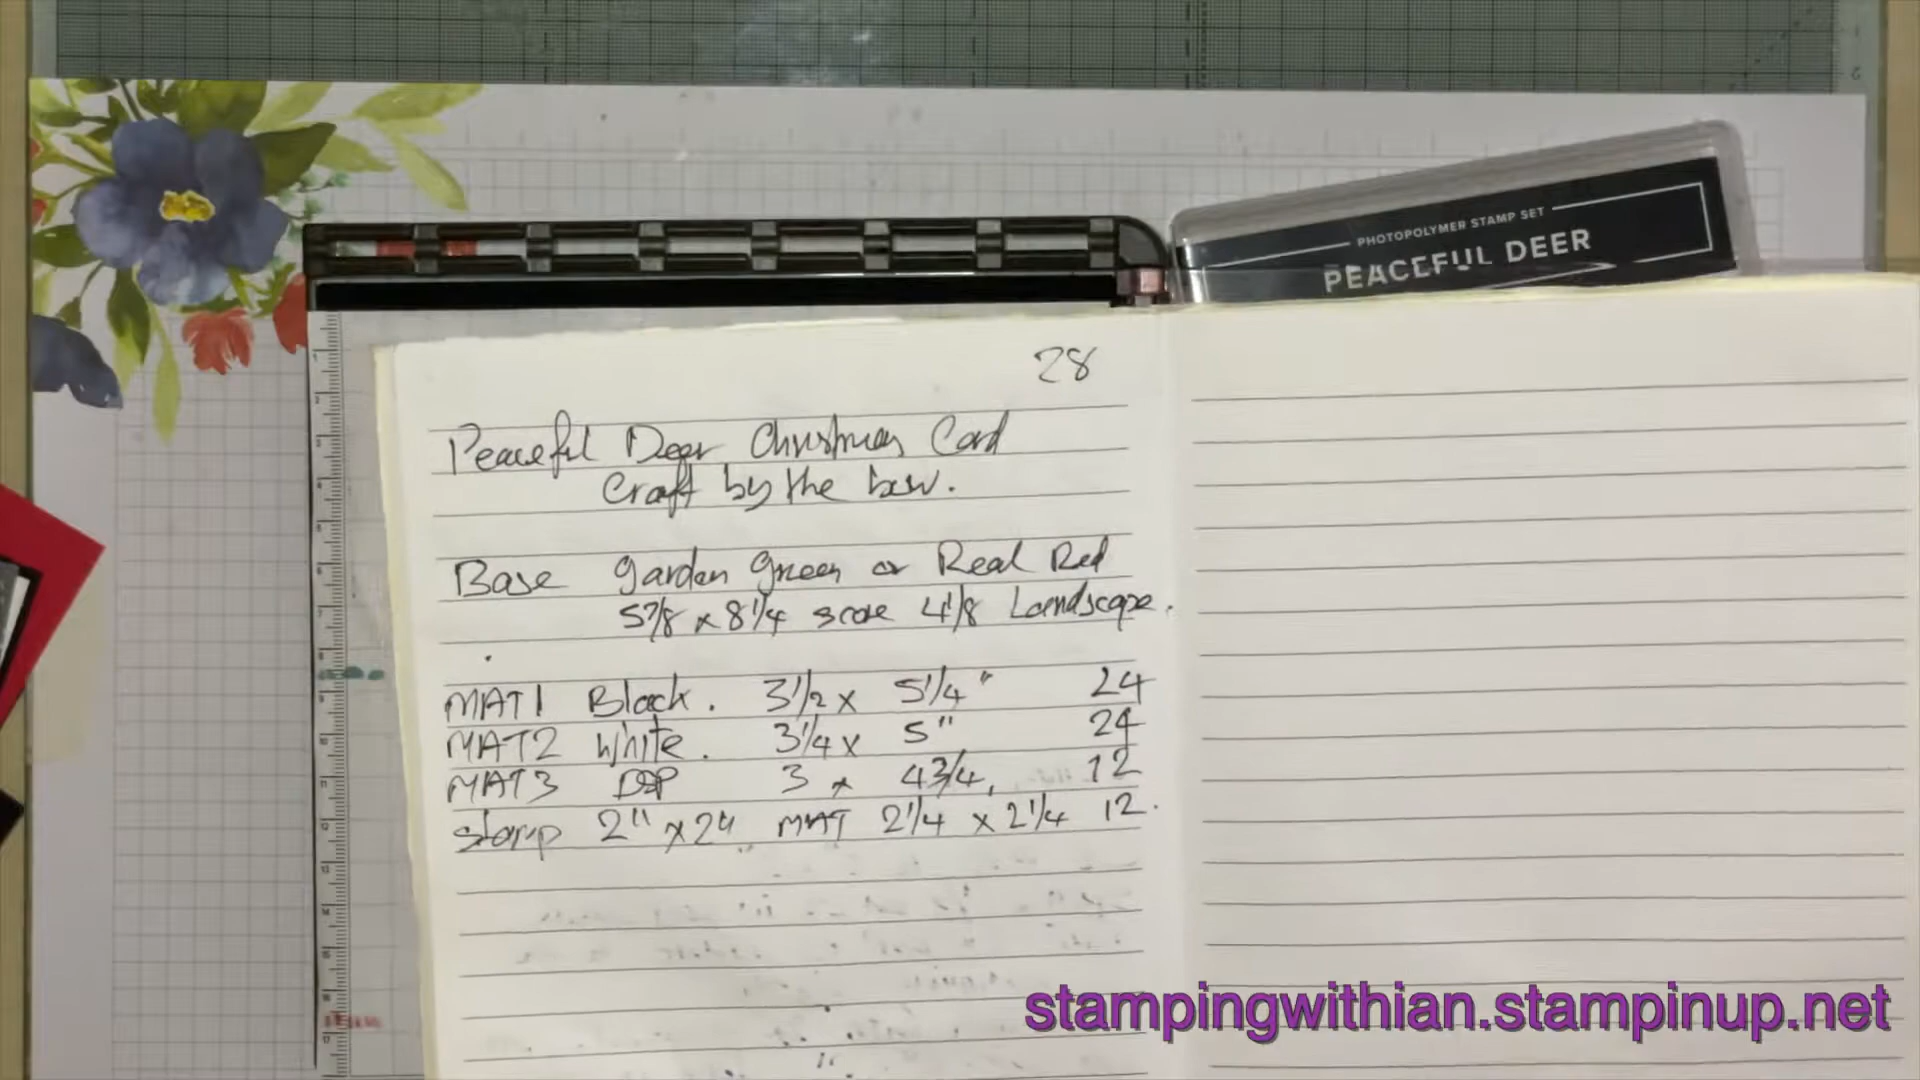 PHOTOPOLYMER STAMP SET
PEACEFUL DEER
28
Peaceful Deer Christmas Card
Craft by the box.
Base Garden Green or Real Red
5 7/8 x 8 1/4 score 4 1/8 Landscape.
MAT1 Black. 3 1/2 x 5 1/4" 24
MAT2 White. 3 1/4 x 5" 24
MAT3 DSP 3 x 4 3/4, 12
Stamp 2" x 2" MAT 2 1/4 x 2 1/4 12.
stampingwithian.stampinup.net